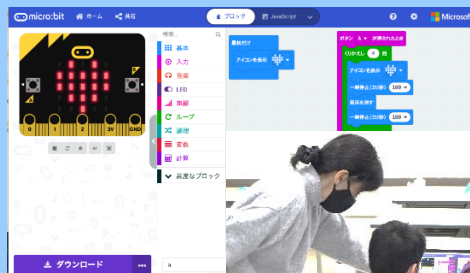 micro:bit
ホーム
共有
ブロック
JavaScript
Microsoft
検索...
基本
入力
音楽
LED
無線
ループ
論理
変数
計算
高度なブロック
0 1 2 3V GND
ダウンロード
最初だけ
アイコンを表示
ボタン A が押されたとき
くりかえし 4 回
アイコンを表示
一時停止（ミリ秒） 100
表示を消す
一時停止（ミリ秒） 100